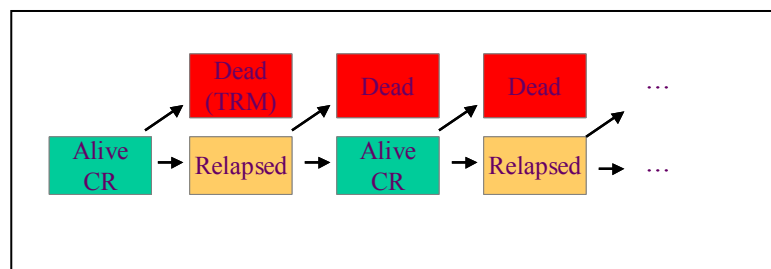 Dead
(TRM)
Dead
Dead
...
Alive
CR
Relapsed
Alive
CR
Relapsed
...